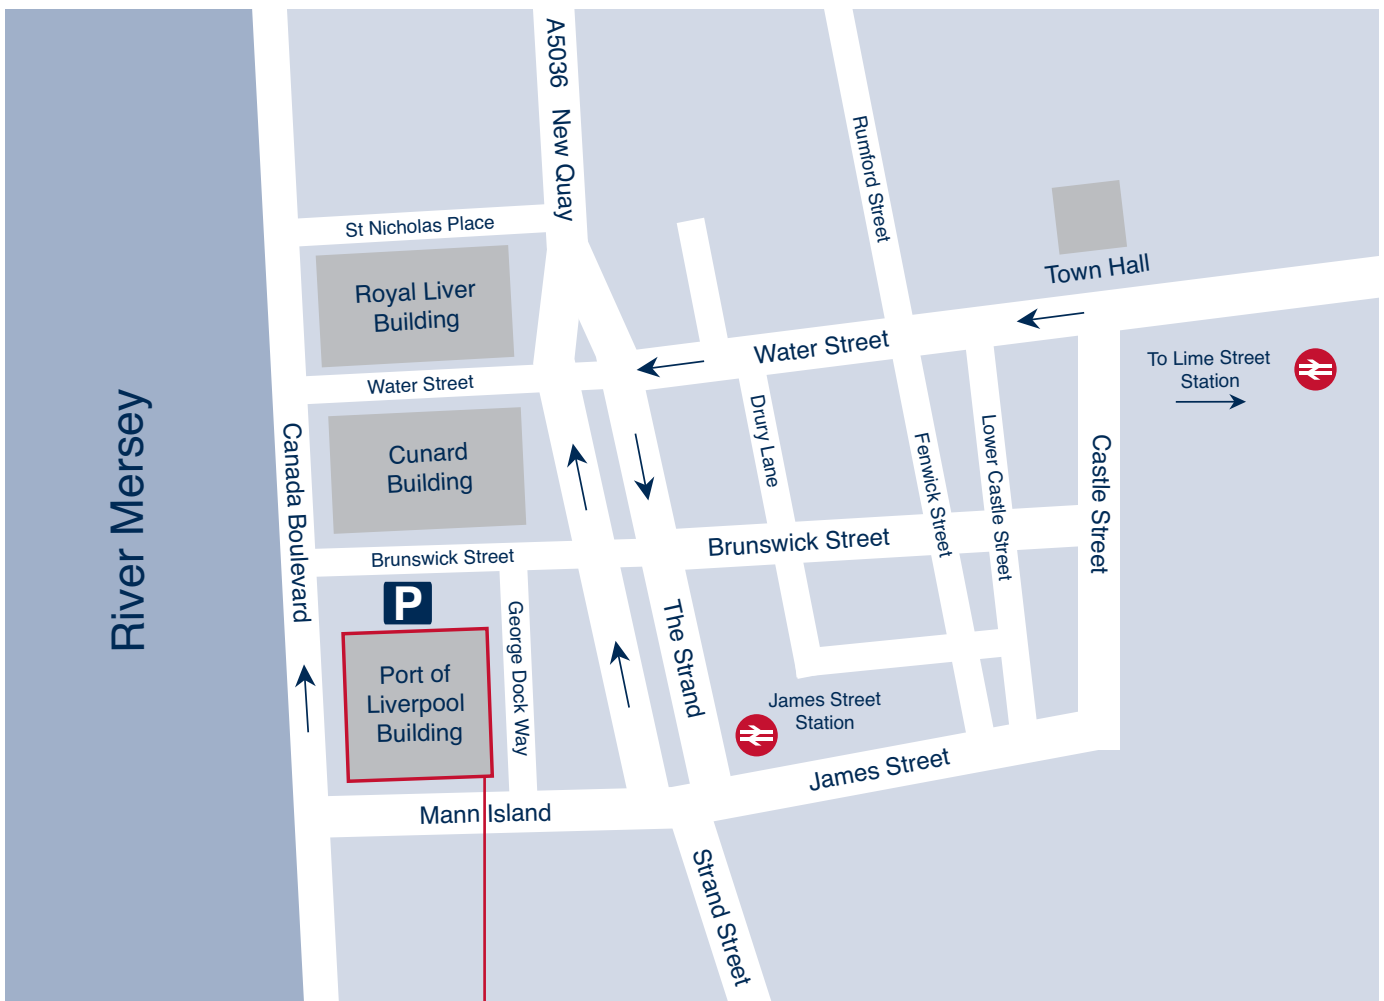 A5036
New Quay
St Nicholas Place
Rumford Street
Town Hall
Royal Liver
Building
Water Street
Water Street
To Lime Street
Station
Canada Boulevard
River Mersey
Cunard
Building
Drury Lane
Fenwick Street
Lower Castle Street
Castle Street
Brunswick Street
Brunswick Street
P
George Dock Way
The Strand
Port of
Liverpool
Building
James Street
Station
James Street
Mann Island
Strand Street